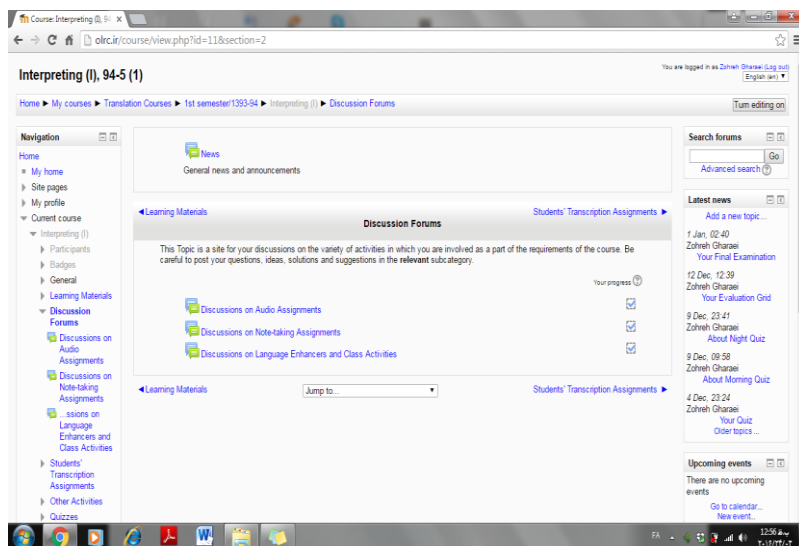 Course: Interpreting (I), 94
olrc.ir/course/view.php?id=11&section=2
Interpreting (I), 94-5 (1)
You are logged in as Zohreh Gharaei (Log out)
English (en)
Home ► My courses ► Translation Courses ► 1st semester/1393-94 ► Interpreting (I) ► Discussion Forums
Turn editing on
Navigation
Home
My home
Site pages
My profile
Current course
Interpreting (I)
Participants
Badges
General
Learning Materials
Discussion
Forums
Discussions on
Audio
Assignments
Discussions on
Note-taking
Assignments
...ssions on
Language
Enhancers and
Class Activities
Students'
Transcription
Assignments
Other Activities
Quizzes
News
General news and announcements
◄Learning Materials
Students' Transcription Assignments ►
Discussion Forums
This Topic is a site for your discussions on the variety of activities in which you are involved as a part of the requirements of the course. Be
careful to post your questions, ideas, solutions and suggestions in the relevant subcategory.
Your progress
Discussions on Audio Assignments
Discussions on Note-taking Assignments
Discussions on Language Enhancers and Class Activities
◄Learning Materials
Jump to...
Students' Transcription Assignments ►
Search forums
Go
Advanced search
Latest news
Add a new topic...
1 Jan, 02:40
Zohreh Gharaei
Your Final Examination
12 Dec, 12:39
Zohreh Gharaei
Your Evaluation Grid
9 Dec, 23:41
Zohreh Gharaei
About Night Quiz
9 Dec, 09:58
Zohreh Gharaei
About Morning Quiz
4 Dec, 23:24
Zohreh Gharaei
Your Quiz
Older topics ...
Upcoming events
There are no upcoming
events
Go to calendar...
New event...
FA
12:56